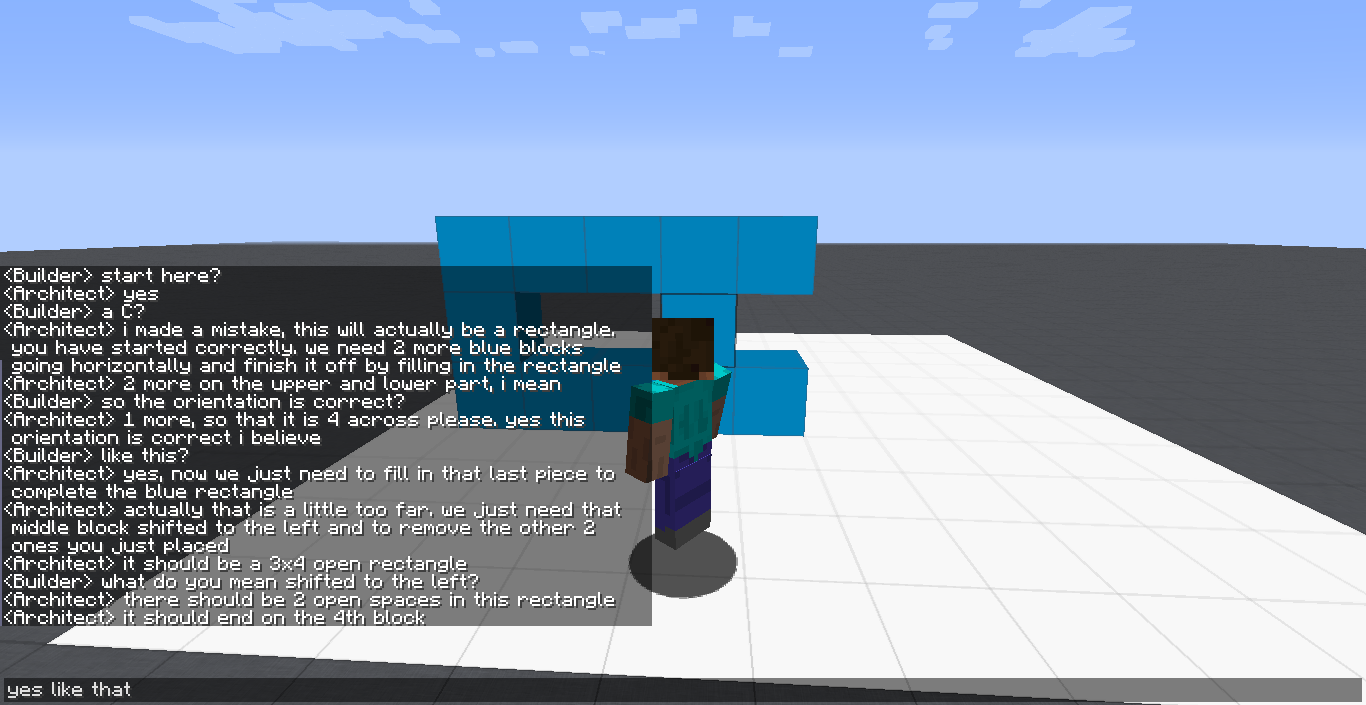 <Builder> start here?
<Architect> yes
<Builder> a C?
<Architect> i made a mistake, this will actually be a rectangle.
you have started correctly. we need 2 more blue blocks
going horizontally and finish it off by filling in the rectangle
<Architect> 2 more on the upper and lower part, i mean
<Builder> so the orientation is correct?
<Architect> 1 more, so that it is 4 across please. yes this
orientation is correct i believe
<Builder> like this?
<Architect> yes, now we just need to fill in that last piece to
complete the blue rectangle
<Architect> actually that is a little too far. we just need that
middle block shifted to the left and to remove the other 2
ones you just placed
<Architect> it should be a 3x4 open rectangle
<Builder> what do you mean shifted to the left?
<Architect> there should be 2 open spaces in this rectangle
<Architect> it should end on the 4th block
yes like that